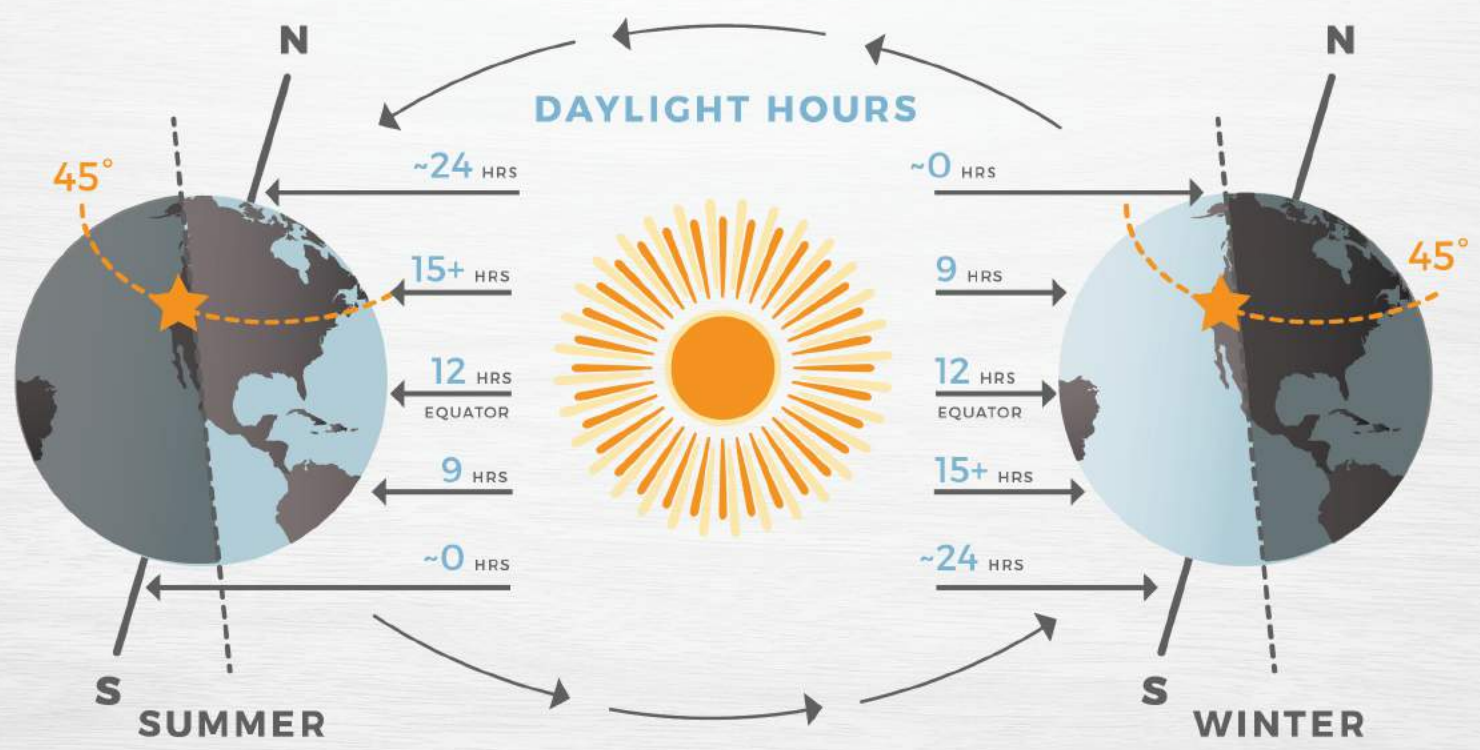 N
N
DAYLIGHT HOURS
45°
~24 HRS
15+ HRS
12 HRS
EQUATOR
9 HRS
~0 HRS
S
SUMMER
~0 HRS
9 HRS
45°
12 HRS
EQUATOR
15+ HRS
~24 HRS
S
WINTER